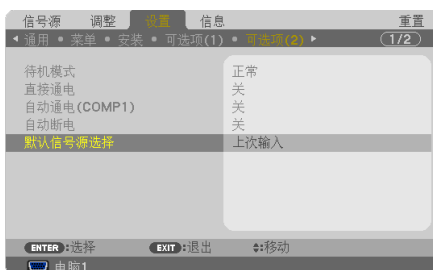 信号源 调整 设置 信息 重置
通用 • 菜单 • 安装 • 可选项(1) • 可选项(2) 1/2
待机模式 正常
直接通电 关
自动通电(COMP1) 关
自动断电 关
默认信号源选择 上次输入
ENTER:选择 EXIT:退出 :移动
电脑1